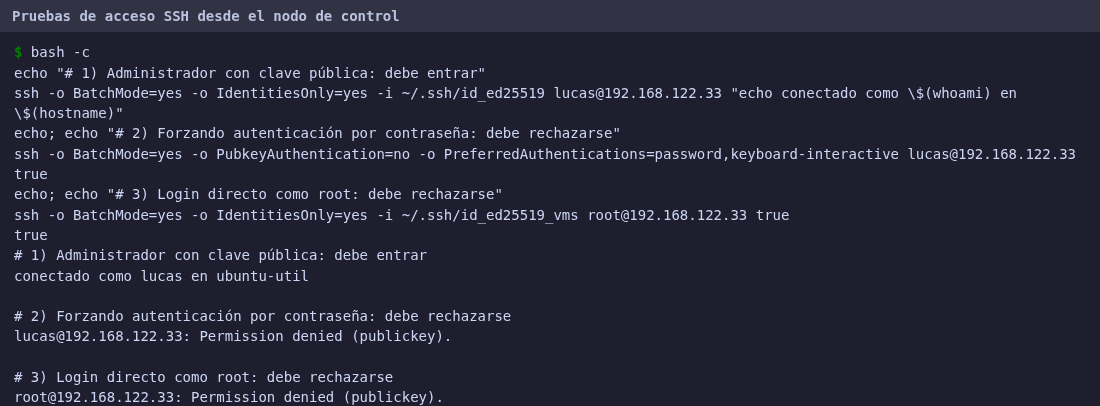 Pruebas de acceso SSH desde el nodo de control
$ bash -c
echo "# 1) Administrador con clave pública: debe entrar"
ssh -o BatchMode=yes -o IdentitiesOnly=yes -i ~/.ssh/id_ed25519 lucas@192.168.122.33 "echo conectado como \$(whoami) en
\$(hostname)"
echo; echo "# 2) Forzando autenticación por contraseña: debe rechazarse"
ssh -o BatchMode=yes -o PubkeyAuthentication=no -o PreferredAuthentications=password,keyboard-interactive lucas@192.168.122.33
true
echo; echo "# 3) Login directo como root: debe rechazarse"
ssh -o BatchMode=yes -o IdentitiesOnly=yes -i ~/.ssh/id_ed25519_vms root@192.168.122.33 true
true
# 1) Administrador con clave pública: debe entrar
conectado como lucas en ubuntu-util
# 2) Forzando autenticación por contraseña: debe rechazarse
lucas@192.168.122.33: Permission denied (publickey).
# 3) Login directo como root: debe rechazarse
root@192.168.122.33: Permission denied (publickey).